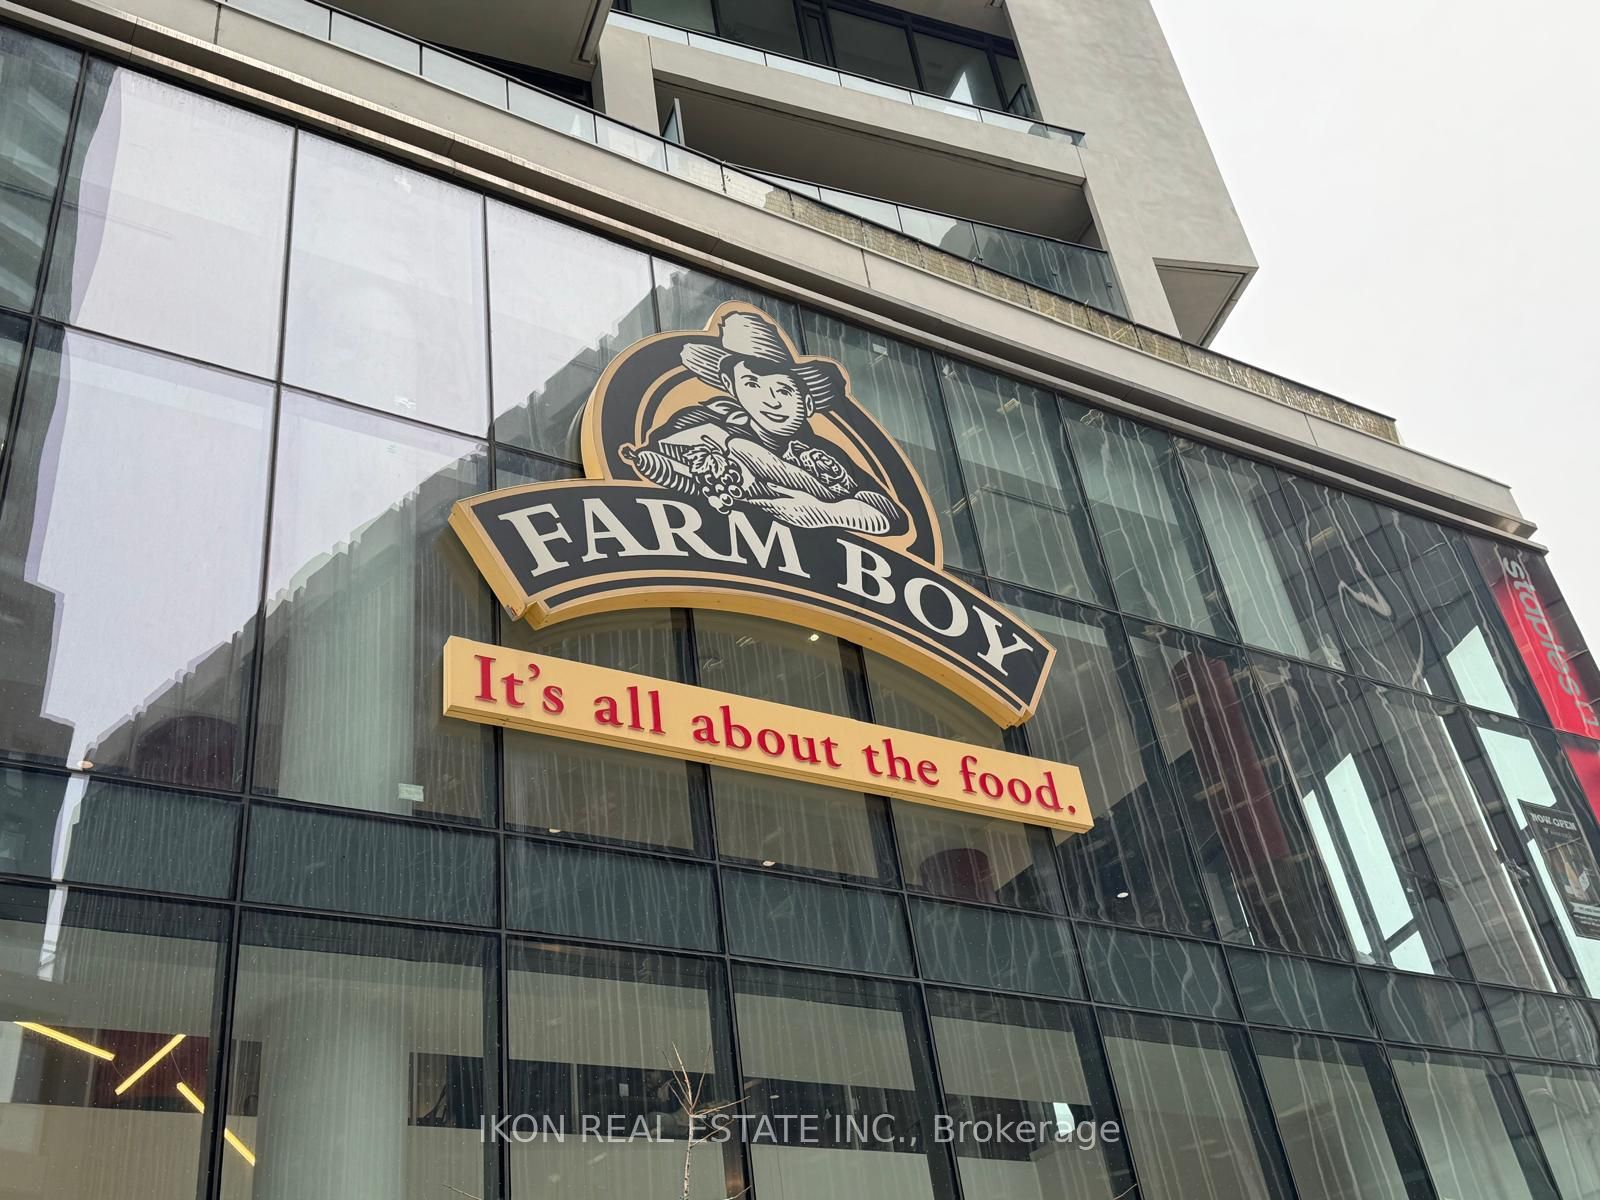 FARM BOY
It's all about the food.
staples
NOW OPEN
IKON REAL ESTATE INC., Brokerage